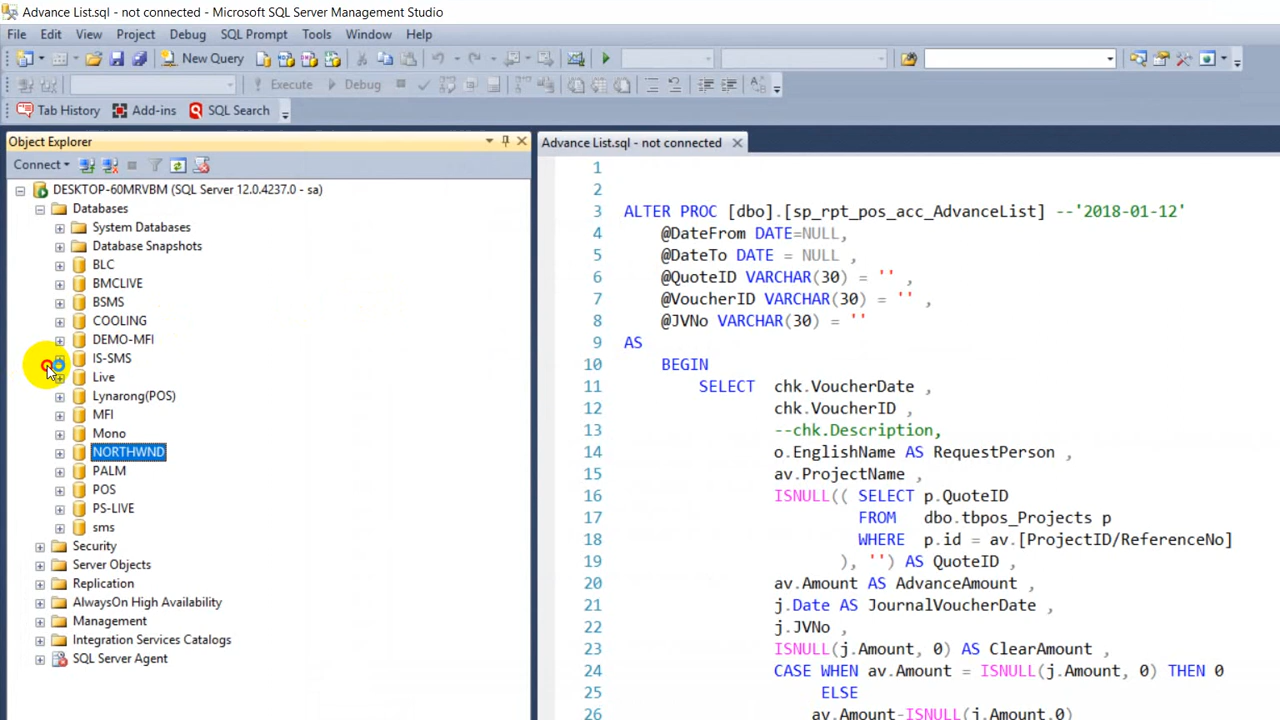 Advance List.sql - not connected - Microsoft SQL Server Management Studio
File Edit View Project Debug SQL Prompt Tools Window Help
New Query
Execute Debug
Tab History Add-ins SQL Search
Object Explorer
Connect
DESKTOP-60MRVBM (SQL Server 12.0.4237.0 - sa)
Databases
System Databases
Database Snapshots
BLC
BMCLIVE
BSMS
COOLING
DEMO-MFI
IS-SMS
Live
Lynarong(POS)
MFI
Mono
NORTHWND
PALM
POS
PS-LIVE
sms
Security
Server Objects
Replication
AlwaysOn High Availability
Management
Integration Services Catalogs
SQL Server Agent
Advance List.sql - not connected
1
2
3 ALTER PROC [dbo].[sp_rpt_pos_acc_AdvanceList] --'2018-01-12'
4 @DateFrom DATE=NULL,
5 @DateTo DATE = NULL ,
6 @QuoteID VARCHAR(30) = '' ,
7 @VoucherID VARCHAR(30) = '' ,
8 @JVNo VARCHAR(30) = ''
9 AS
10 BEGIN
11 SELECT chk.VoucherDate ,
12 chk.VoucherID ,
13 --chk.Description,
14 o.EnglishName AS RequestPerson ,
15 av.ProjectName ,
16 ISNULL(( SELECT p.QuoteID
17 FROM dbo.tbpos_Projects p
18 WHERE p.id = av.[ProjectID/ReferenceNo]
19 ), '') AS QuoteID ,
20 av.Amount AS AdvanceAmount ,
21 j.Date AS JournalVoucherDate ,
22 j.JVNo ,
23 ISNULL(j.Amount, 0) AS ClearAmount ,
24 CASE WHEN av.Amount = ISNULL(j.Amount, 0) THEN 0
25 ELSE
26 av.Amount-ISNULL(j.Amount,0)